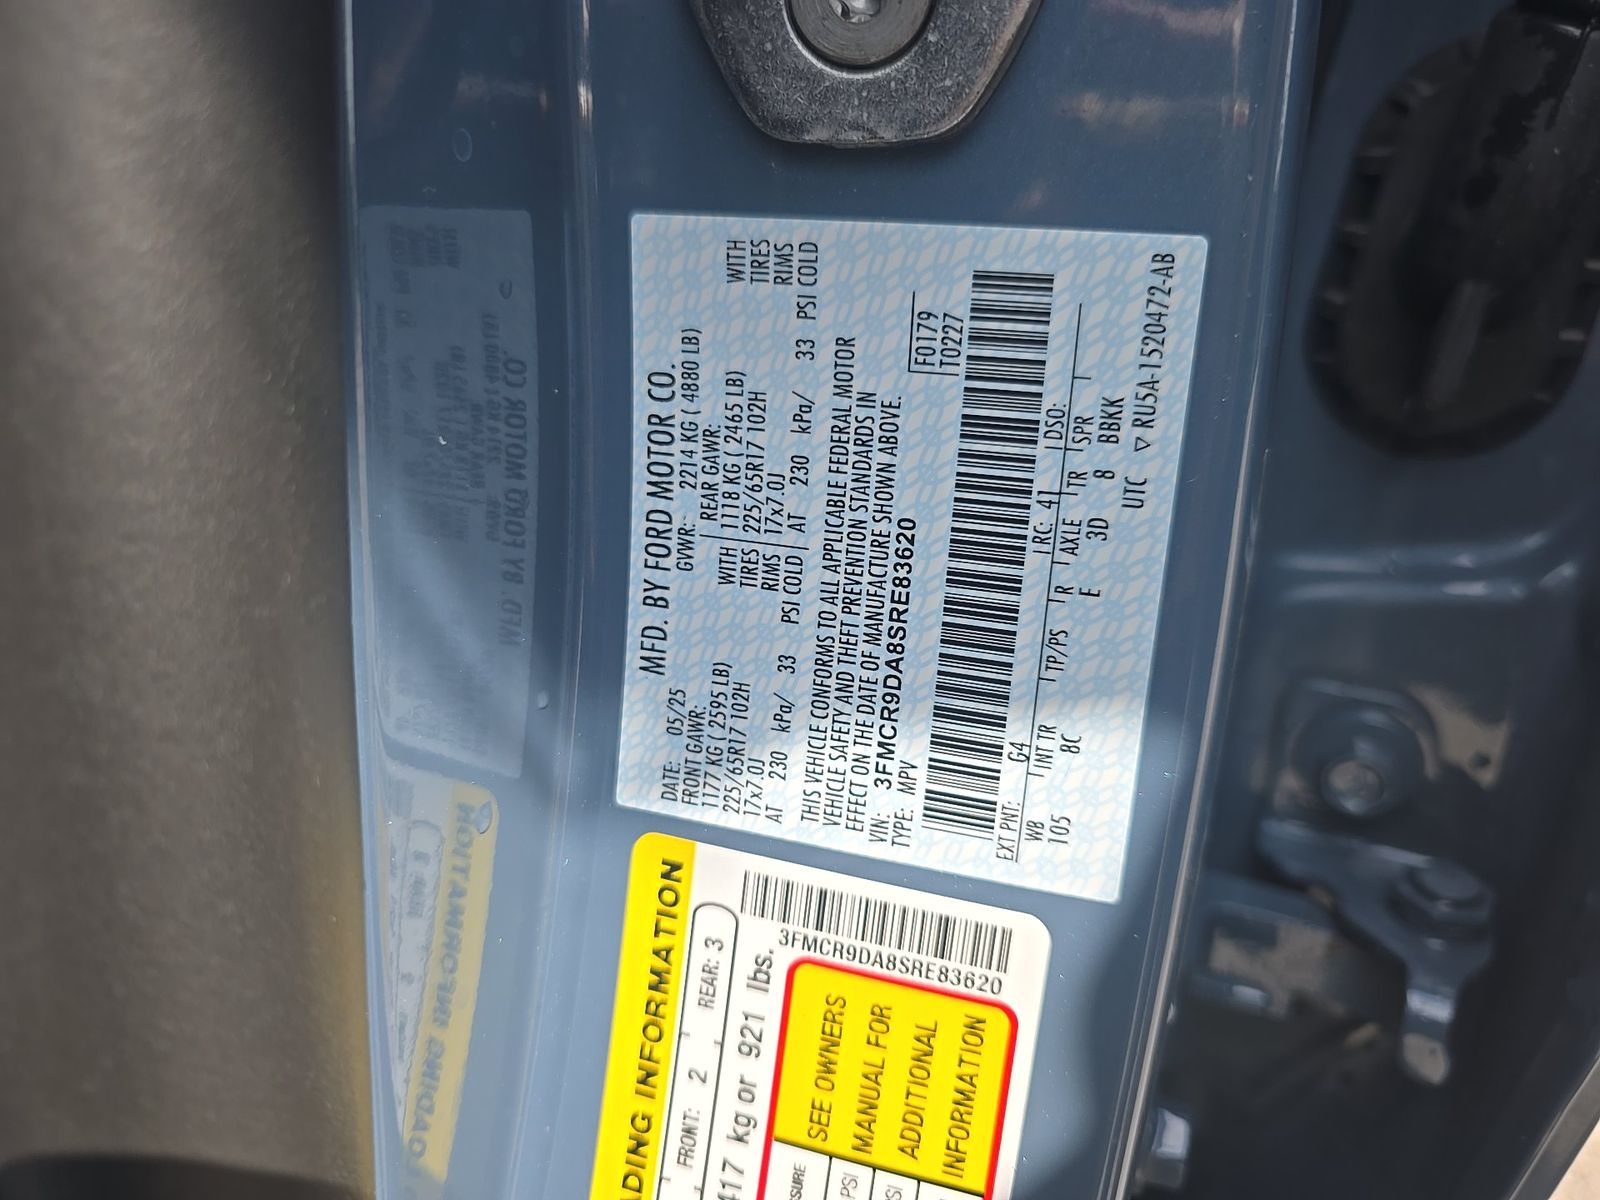 MFD. BY FORD MOTOR CO.
DATE: 05/25 GVWR: 2214 KG ( 4880 LB)
FRONT GAWR: REAR GAWR:
1177 KG ( 2595 LB) WITH 1118 KG ( 2465 LB) WITH
225/65R17 102H TIRES 225/65R17 102H TIRES
17x7.0J RIMS 17x7.0J RIMS
AT 230 kPa/ 33 PSI COLD AT 230 kPa/ 33 PSI COLD
THIS VEHICLE CONFORMS TO ALL APPLICABLE FEDERAL MOTOR
VEHICLE SAFETY AND THEFT PREVENTION STANDARDS IN
EFFECT ON THE DATE OF MANUFACTURE SHOWN ABOVE.
VIN: 3FMCR9DA8SRE83620 F0179
TYPE: MPV T0227
EXT PNT: G4 RC: 41 DSO:
WB INT TR TP/PS R AXLE TR SPR
105 8C E 3D 8 BBKK
UTC ▽ RU5A-1520472-AB
ADING INFORMATION
FRONT: 2 REAR: 3
417 kg or 921 lbs.
3FMCR9DA8SRE83620
SSURE
PSI
SI
SEE OWNERS
MANUAL FOR
ADDITIONAL
INFORMATION